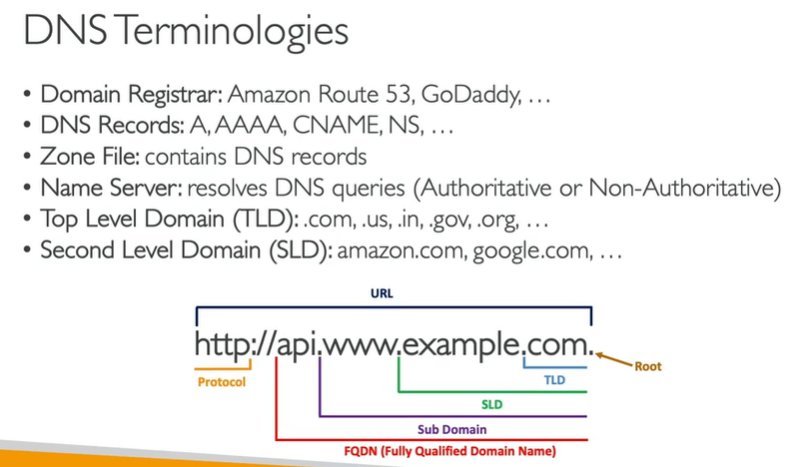 DNS Terminologies
• Domain Registrar: Amazon Route 53, GoDaddy, …
• DNS Records: A, AAAA, CNAME, NS, …
• Zone File: contains DNS records
• Name Server: resolves DNS queries (Authoritative or Non-Authoritative)
• Top Level Domain (TLD): .com, .us, .in, .gov, .org, …
• Second Level Domain (SLD): amazon.com, google.com, …
URL
http://api.www.example.com.
Root
Protocol
TLD
SLD
Sub Domain
FQDN (Fully Qualified Domain Name)